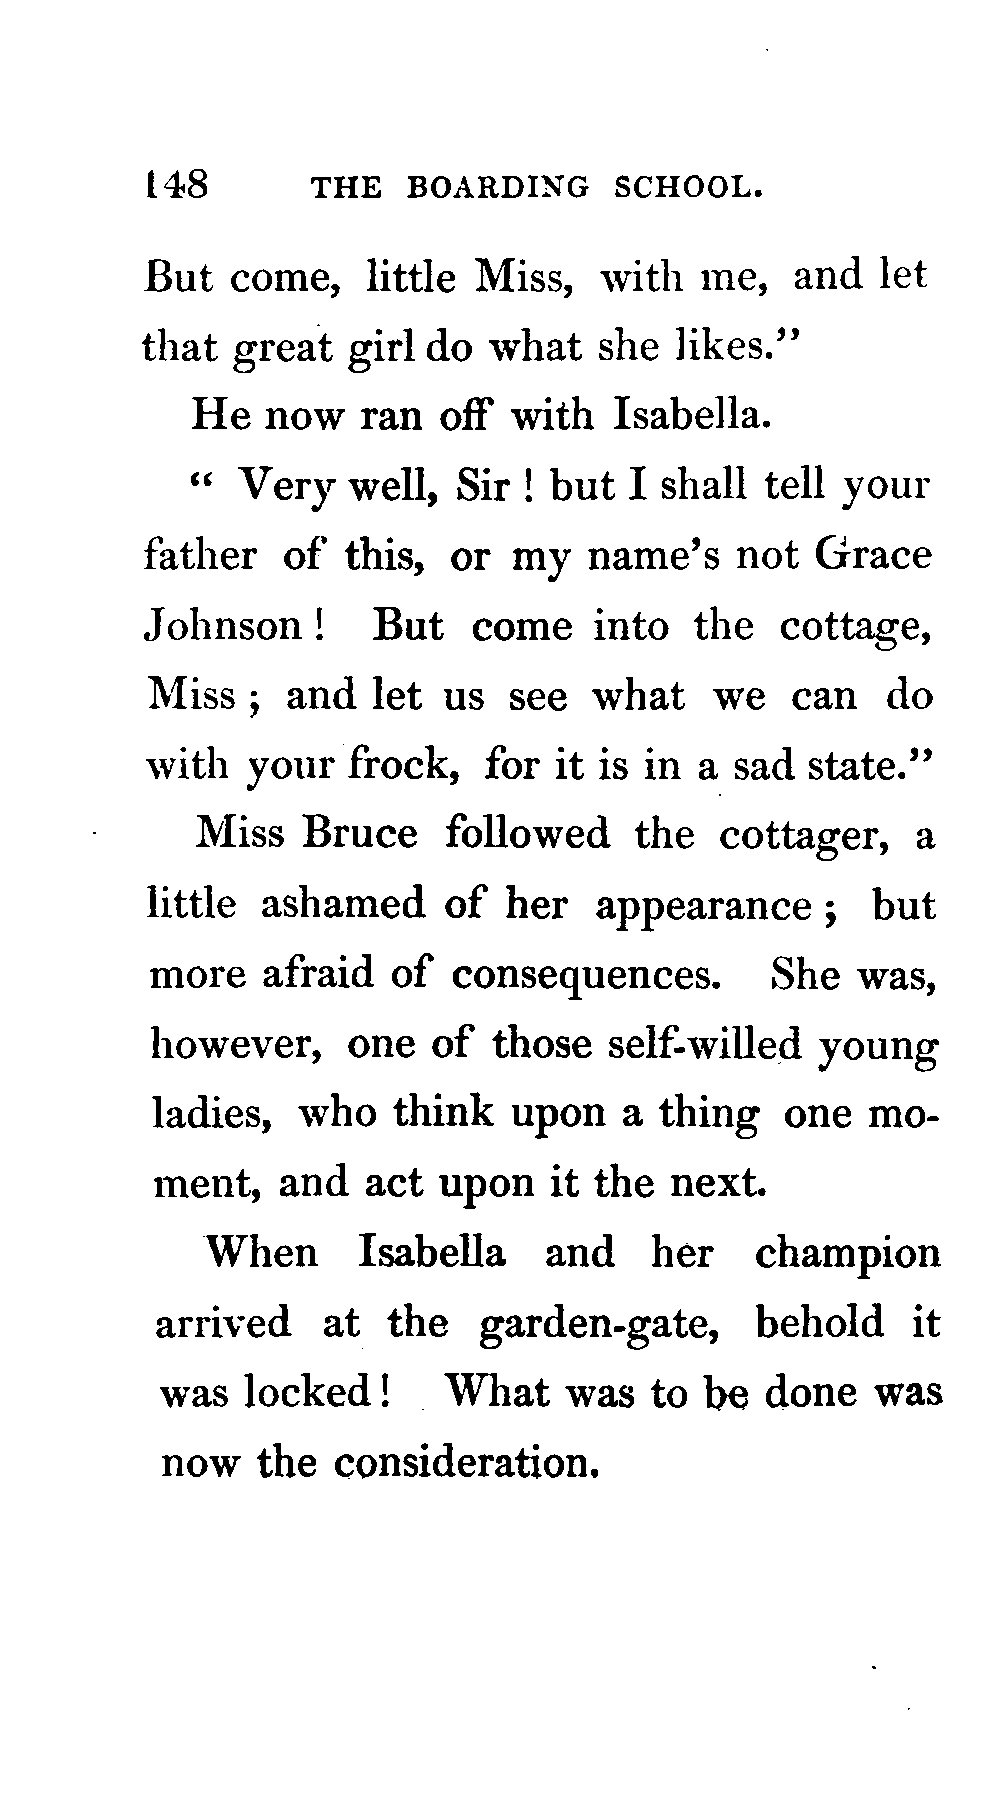 148 THE BOARDING SCHOOL.
But come, little Miss, with me, and let
that great girl do what she likes.”
He now ran off with Isabella.
“ Very well, Sir ! but I shall tell your
father of this, or my name’s not Grace
Johnson ! But come into the cottage,
Miss ; and let us see what we can do
with your frock, for it is in a sad state.”
Miss Bruce followed the cottager, a
little ashamed of her appearance ; but
more afraid of consequences. She was,
however, one of those self-willed young
ladies, who think upon a thing one mo-
ment, and act upon it the next.
When Isabella and her champion
arrived at the garden-gate, behold it
was locked ! What was to be done was
now the consideration.